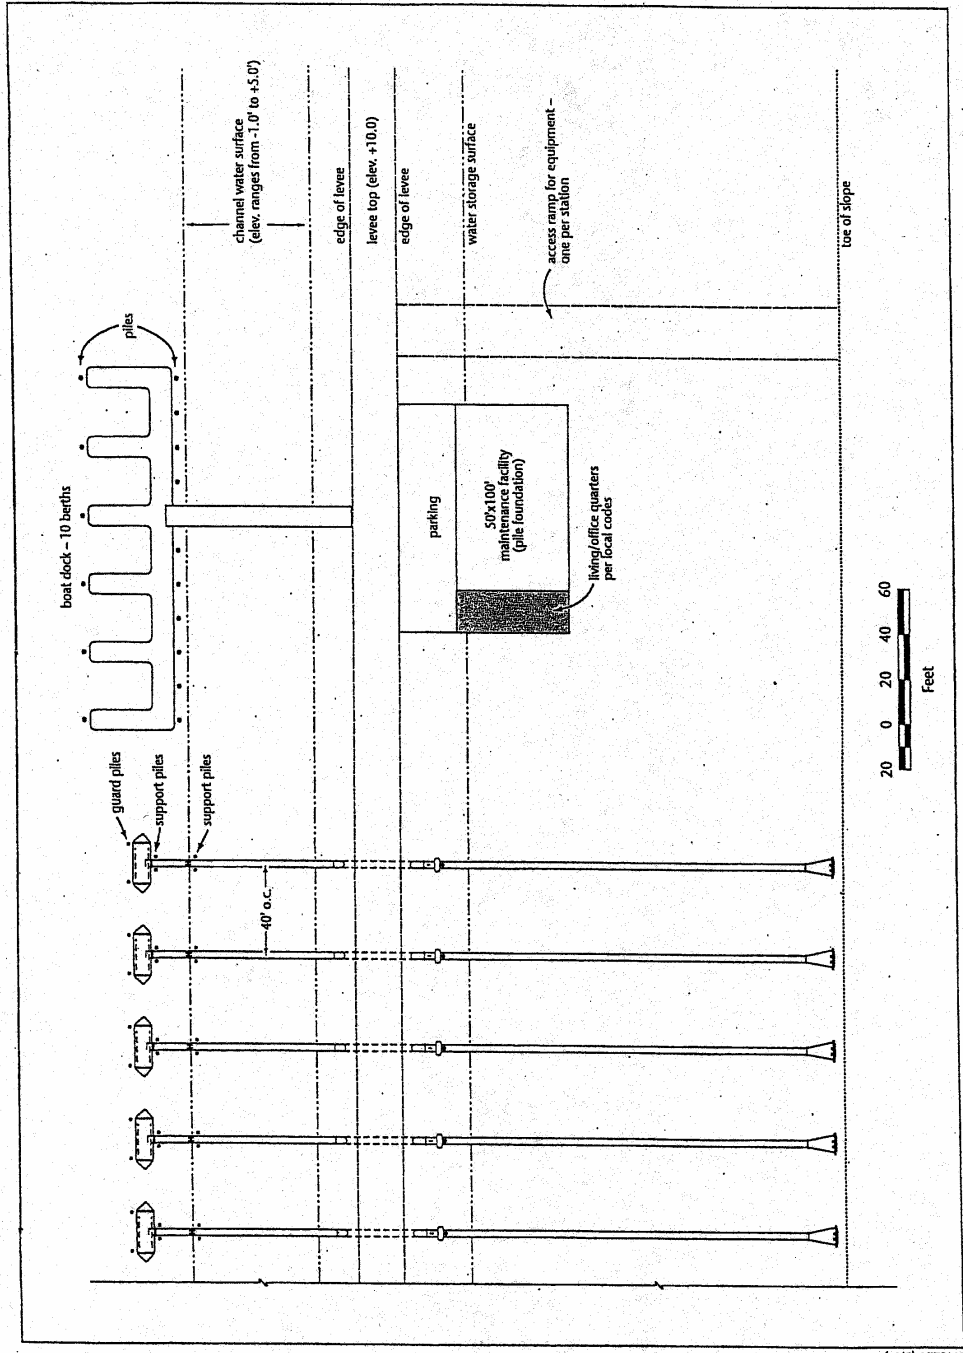 boat dock – 10 berths
piles
channel water surface
(elev. ranges from -1.0' to +5.0')
edge of levee
levee top (elev. +10.0)
edge of levee
water storage surface
access ramp for equipment –
one per station
toe of slope
guard piles
support piles
support piles
40' o.c.
parking
50'x100'
maintenance facility
(pile foundation)
living/office quarters
per local codes
20 0 20 40 60
Feet